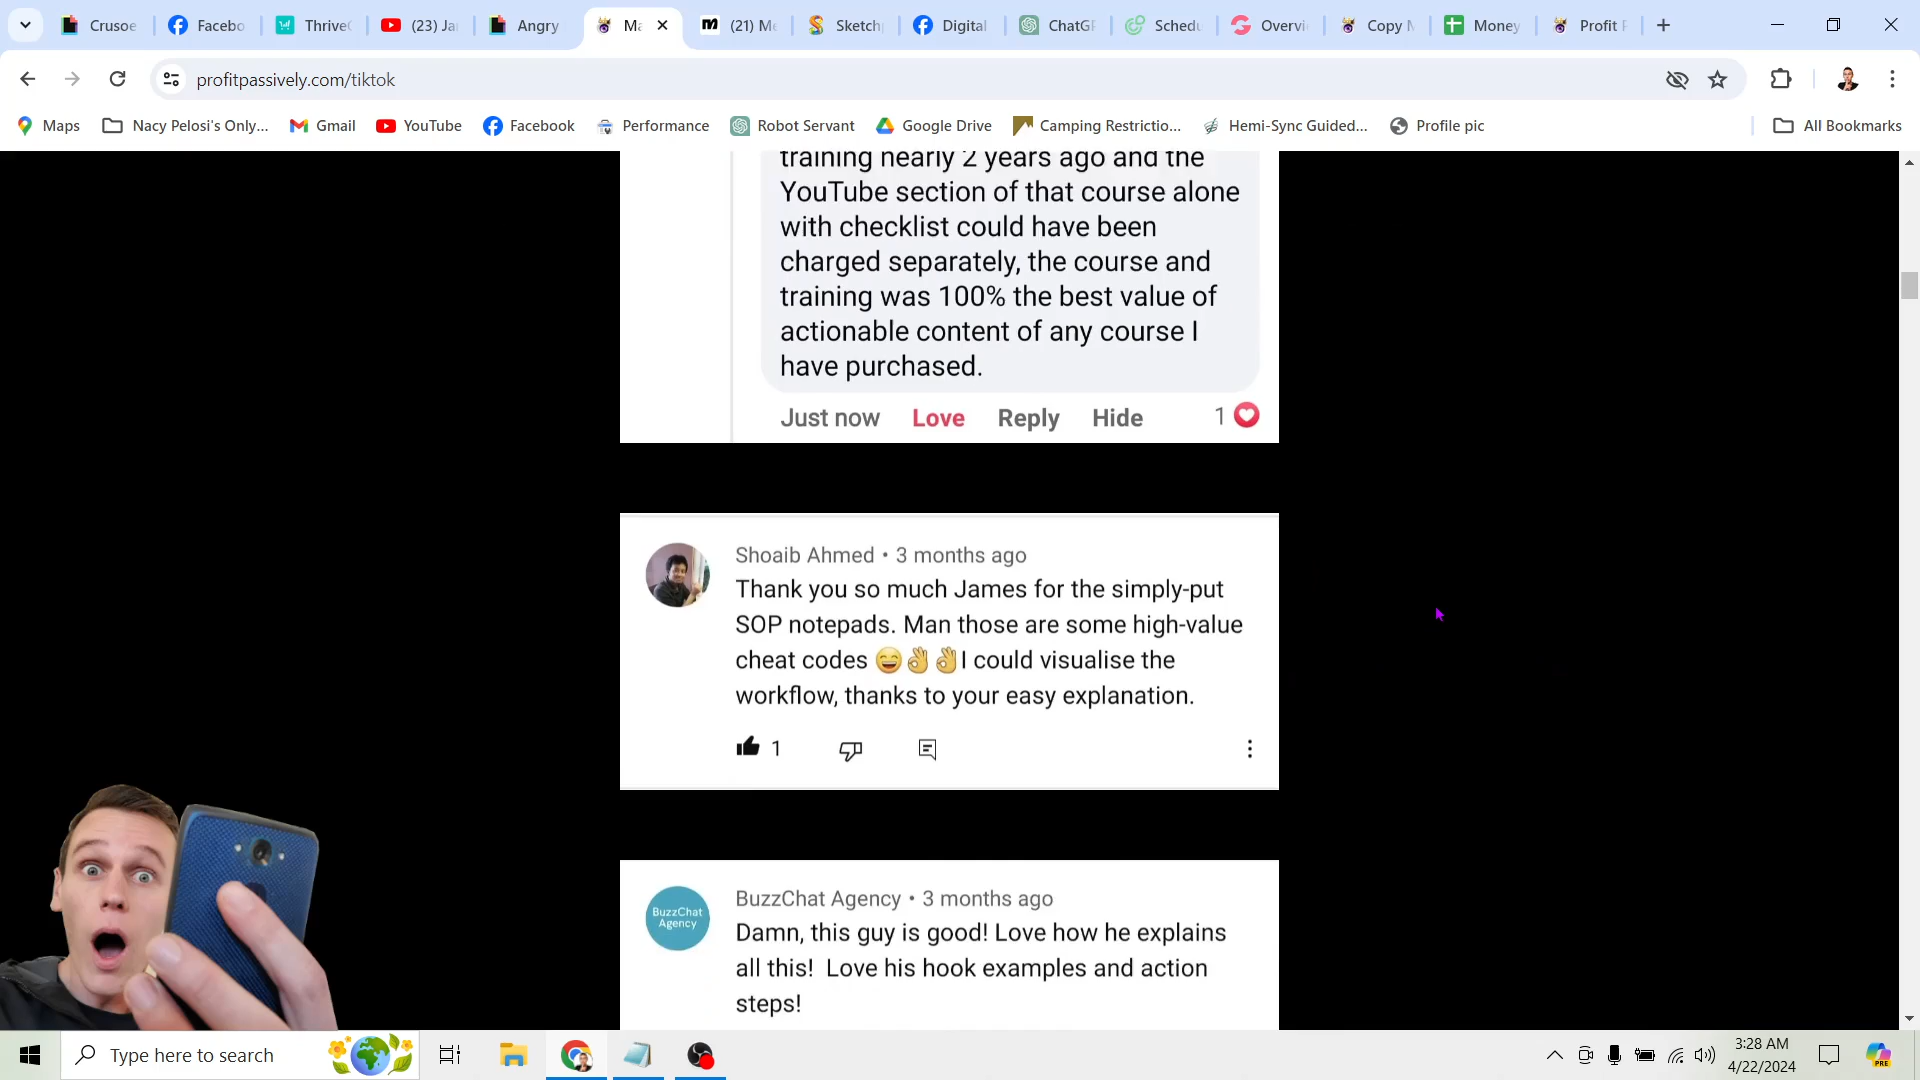 Crusoe
Facebo
Thrive
(23) Ja
Angry
Ma
(21) Me
Sketch
Digital
ChatGP
Schedu
Overvi
Copy M
Money
Profit F
profitpassively.com/tiktok
Maps
Nacy Pelosi's Only...
Gmail
YouTube
Facebook
Performance
Robot Servant
Google Drive
Camping Restrictio...
Hemi-Sync Guided...
Profile pic
All Bookmarks
training nearly 2 years ago and the
YouTube section of that course alone
with checklist could have been
charged separately, the course and
training was 100% the best value of
actionable content of any course I
have purchased.
Just now Love Reply Hide 1
Shoaib Ahmed • 3 months ago
Thank you so much James for the simply-put
SOP notepads. Man those are some high-value
cheat codes 😄👌👌I could visualise the
workflow, thanks to your easy explanation.
1
BuzzChat
Agency
BuzzChat Agency • 3 months ago
Damn, this guy is good! Love how he explains
all this! Love his hook examples and action
steps!
Type here to search
3:28 AM
4/22/2024
PRE